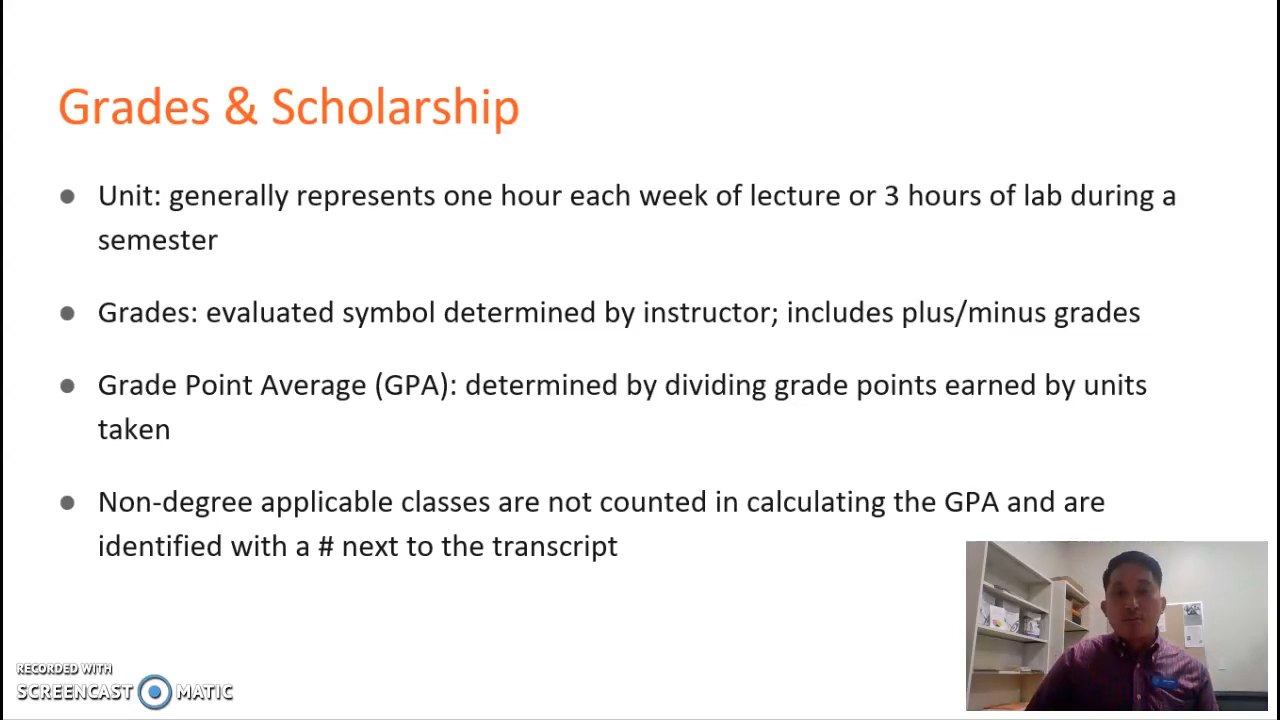 Grades & Scholarship
● Unit: generally represents one hour each week of lecture or 3 hours of lab during a
semester
● Grades: evaluated symbol determined by instructor; includes plus/minus grades
● Grade Point Average (GPA): determined by dividing grade points earned by units
taken
● Non-degree applicable classes are not counted in calculating the GPA and are
identified with a # next to the transcript
RECORDED WITH
SCREENCAST MATIC